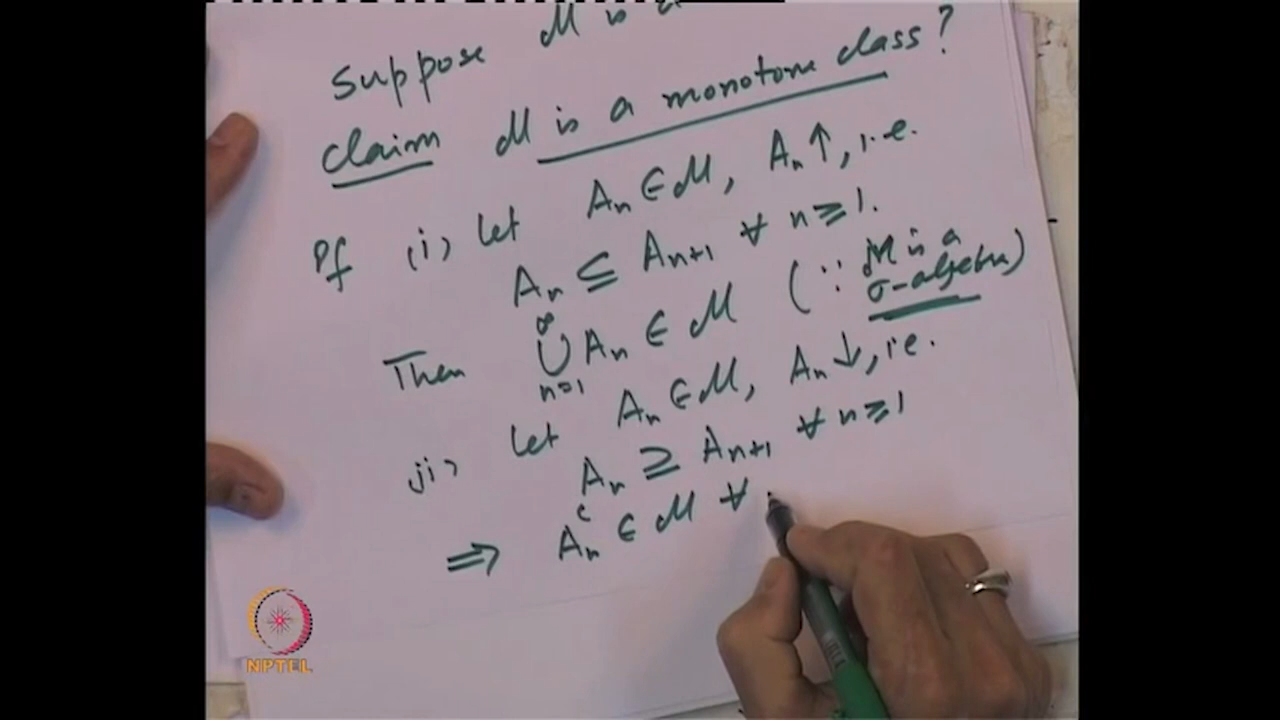 Suppose M is a
claim M is a monotone class?
Pf (i) let Aₙ ∈ M, Aₙ ↑, i.e.
Aₙ ⊆ Aₙ₊₁ ∀ n ≥ 1.
Then ⋃ₙ₌₁^∞ Aₙ ∈ M (∵ M is a σ-algebra)
ii) let Aₙ ∈ M, Aₙ ↓, i.e.
Aₙ ⊇ Aₙ₊₁ ∀ n ≥ 1
⇒ Aₙᶜ ∈ M ∀
NPTEL